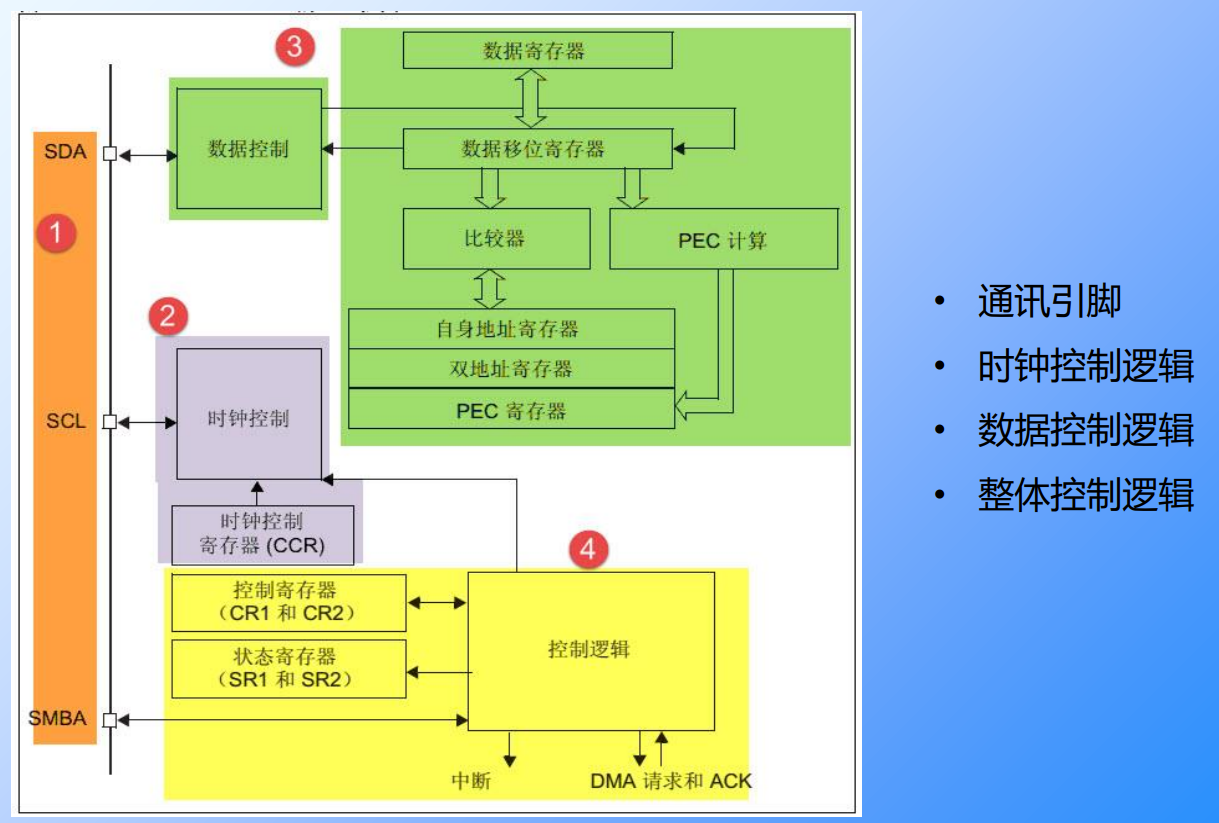 3
数据寄存器
SDA
数据控制
数据移位寄存器
1
比较器
PEC 计算
2
自身地址寄存器
双地址寄存器
PEC 寄存器
SCL
时钟控制
时钟控制
寄存器 (CCR)
4
控制寄存器
（CR1 和 CR2）
控制逻辑
状态寄存器
（SR1 和 SR2）
SMBA
中断
DMA 请求和 ACK
• 通讯引脚
• 时钟控制逻辑
• 数据控制逻辑
• 整体控制逻辑